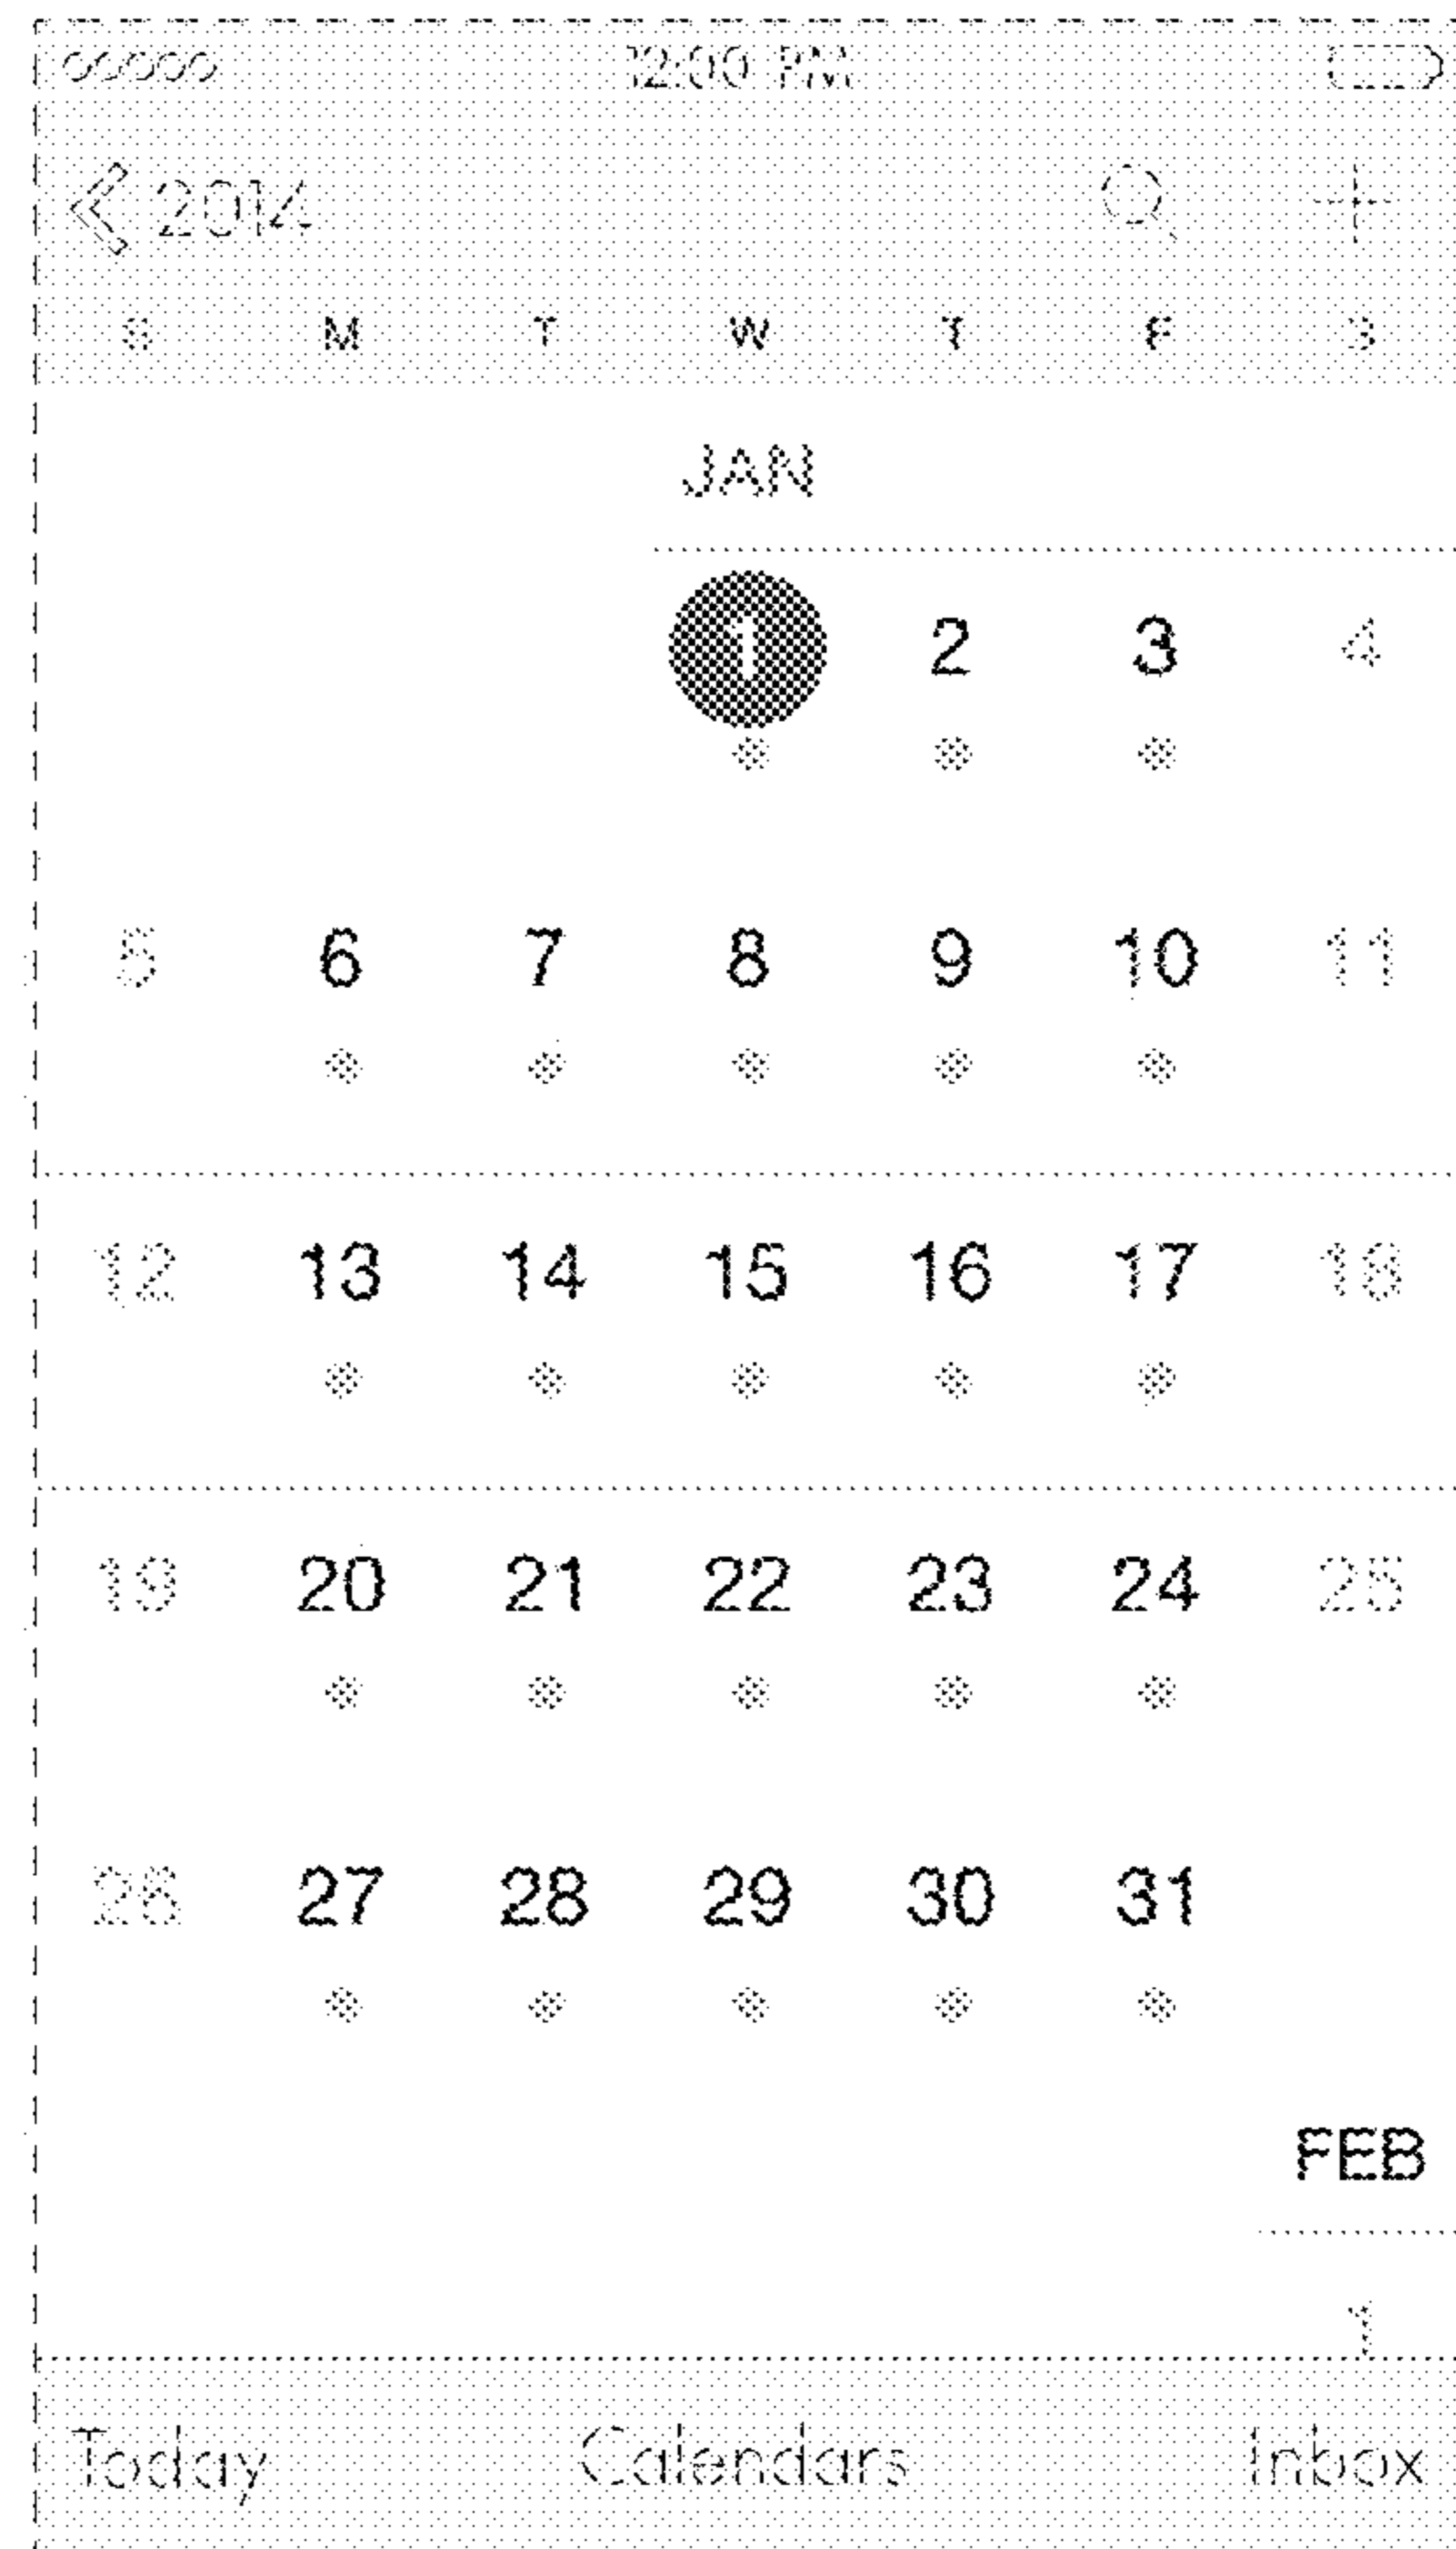 12:00 PM
2014
S M T W T F S
JAN
1 2 3 4
5 6 7 8 9 10 11
12 13 14 15 16 17 18
19 20 21 22 23 24 25
26 27 28 29 30 31
FEB
1
Today Calendars Inbox